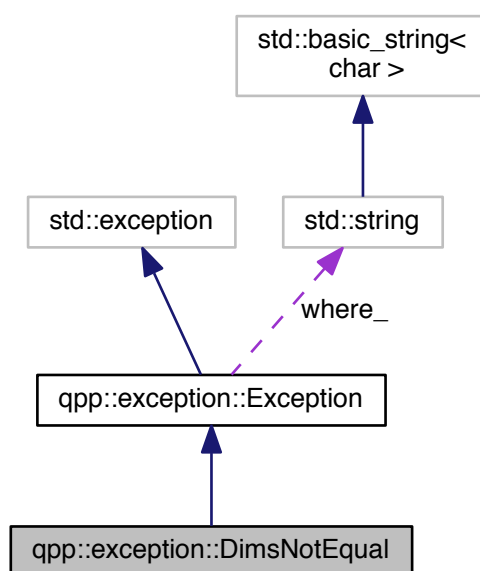 std::basic_string<
char >
std::exception
std::string
where_
qpp::exception::Exception
qpp::exception::DimsNotEqual